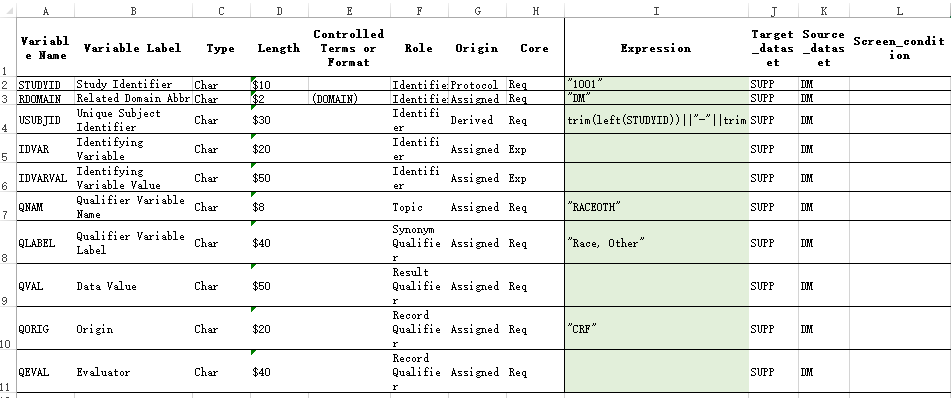 A B C D E F G H I J K L
1 Variable Name Variable Label Type Length Controlled Terms or Format Role Origin Core Expression Target_dataset Source_dataset Screen_condition
2 STUDYID Study Identifier Char $10 Identifie Protocol Req "1001" SUPP DM
3 RDOMAIN Related Domain Abbr Char $2 (DOMAIN) Identifie Assigned Req "DM" SUPP DM
4 USUBJID Unique Subject Identifier Char $30 Identifier Derived Req trim(left(STUDYID))||"-"||trim SUPP DM
5 IDVAR Identifying Variable Char $20 Identifier Assigned Exp SUPP DM
6 IDVARVAL Identifying Variable Value Char $50 Identifier Assigned Exp SUPP DM
7 QNAM Qualifier Variable Name Char $8 Topic Assigned Req "RACEOTH" SUPP DM
8 QLABEL Qualifier Variable Label Char $40 Synonym Qualifier Assigned Req "Race, Other" SUPP DM
9 QVAL Data Value Char $50 Result Qualifier Assigned Req SUPP DM
10 QORIG Origin Char $20 Record Qualifier Assigned Req "CRF" SUPP DM
11 QEVAL Evaluator Char $40 Record Qualifier Assigned Req SUPP DM